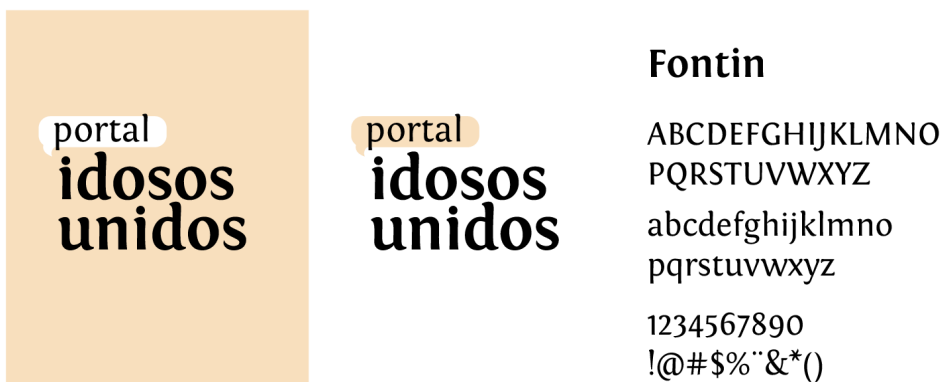 portal
idosos
unidos
portal
idosos
unidos
Fontin
ABCDEFGHIJKLMNO
PQRSTUVWXYZ
abcdefghijklmno
pqrstuvwxyz
1234567890
!@#$%¨&*()